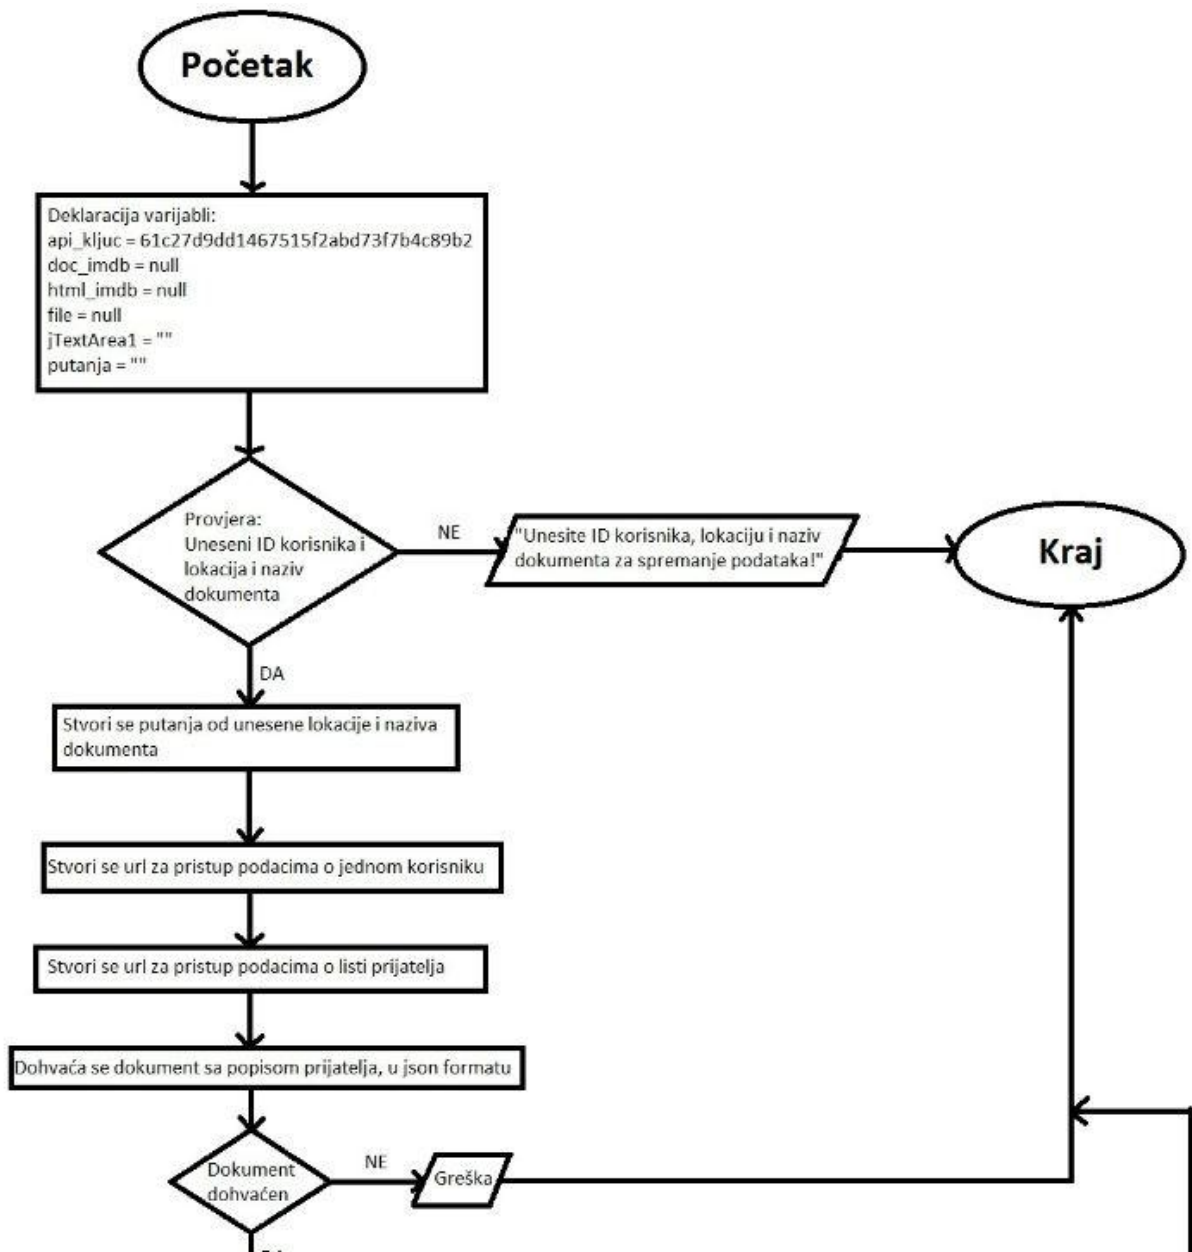 Početak
Deklaracija varijabli:
api_kljuc = 61c27d9dd1467515f2abd73f7b4c89b2
doc_imdb = null
html_imdb = null
file = null
jTextArea1 = ""
putanja = ""
Provjera:
Uneseni ID korisnika i
lokacija i naziv
dokumenta
NE
"Unesite ID korisnika, lokaciju i naziv
dokumenta za spremanje podataka!"
Kraj
DA
Stvori se putanja od unesene lokacije i naziva
dokumenta
Stvori se url za pristup podacima o jednom korisniku
Stvori se url za pristup podacima o listi prijatelja
Dohvaća se dokument sa popisom prijatelja, u json formatu
Dokument
dohvaćen
NE
Greška